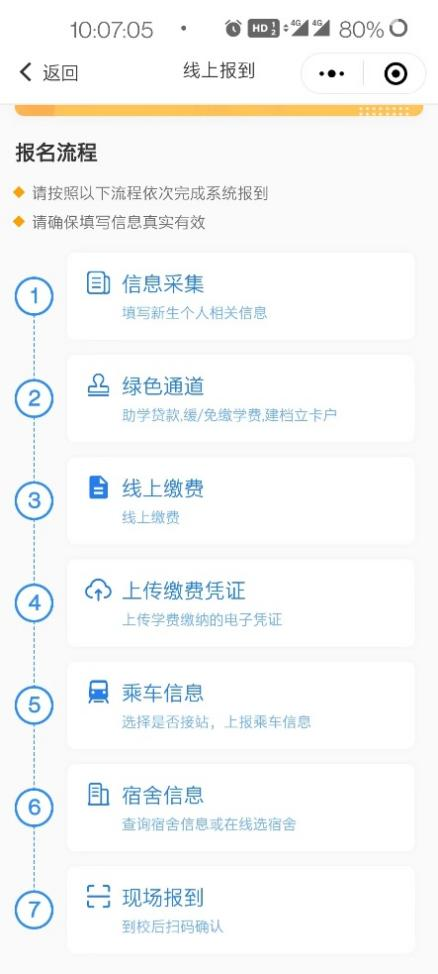 10:07:05
HD 1 2
4G 4G
80%
返回
线上报到
报名流程
请按照以下流程依次完成系统报到
请确保填写信息真实有效
1
信息采集
填写新生个人相关信息
2
绿色通道
助学贷款,缓/免缴学费,建档立卡户
3
线上缴费
线上缴费
4
上传缴费凭证
上传学费缴纳的电子凭证
5
乘车信息
选择是否接站，上报乘车信息
6
宿舍信息
查询宿舍信息或在线选宿舍
7
现场报到
到校后扫码确认